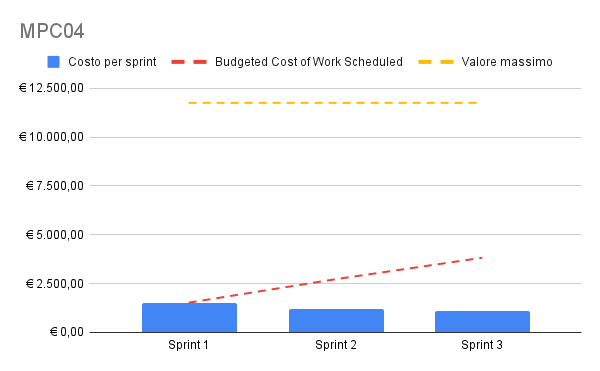 MPC04
Costo per sprint
Budgeted Cost of Work Scheduled
Valore massimo
€ 12.500,00
€ 10.000,00
€ 7.500,00
€ 5.000,00
€ 2.500,00
€ 0,00
Sprint 1
Sprint 2
Sprint 3